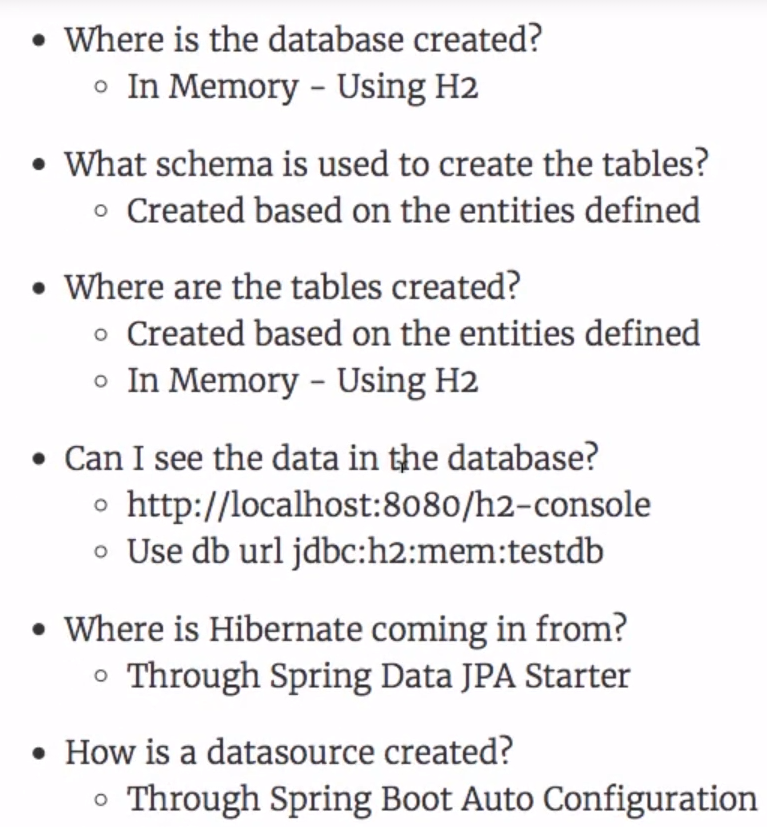 • Where is the database created?
◦ In Memory - Using H2
• What schema is used to create the tables?
◦ Created based on the entities defined
• Where are the tables created?
◦ Created based on the entities defined
◦ In Memory - Using H2
• Can I see the data in the database?
◦ http://localhost:8080/h2-console
◦ Use db url jdbc:h2:mem:testdb
• Where is Hibernate coming in from?
◦ Through Spring Data JPA Starter
• How is a datasource created?
◦ Through Spring Boot Auto Configuration